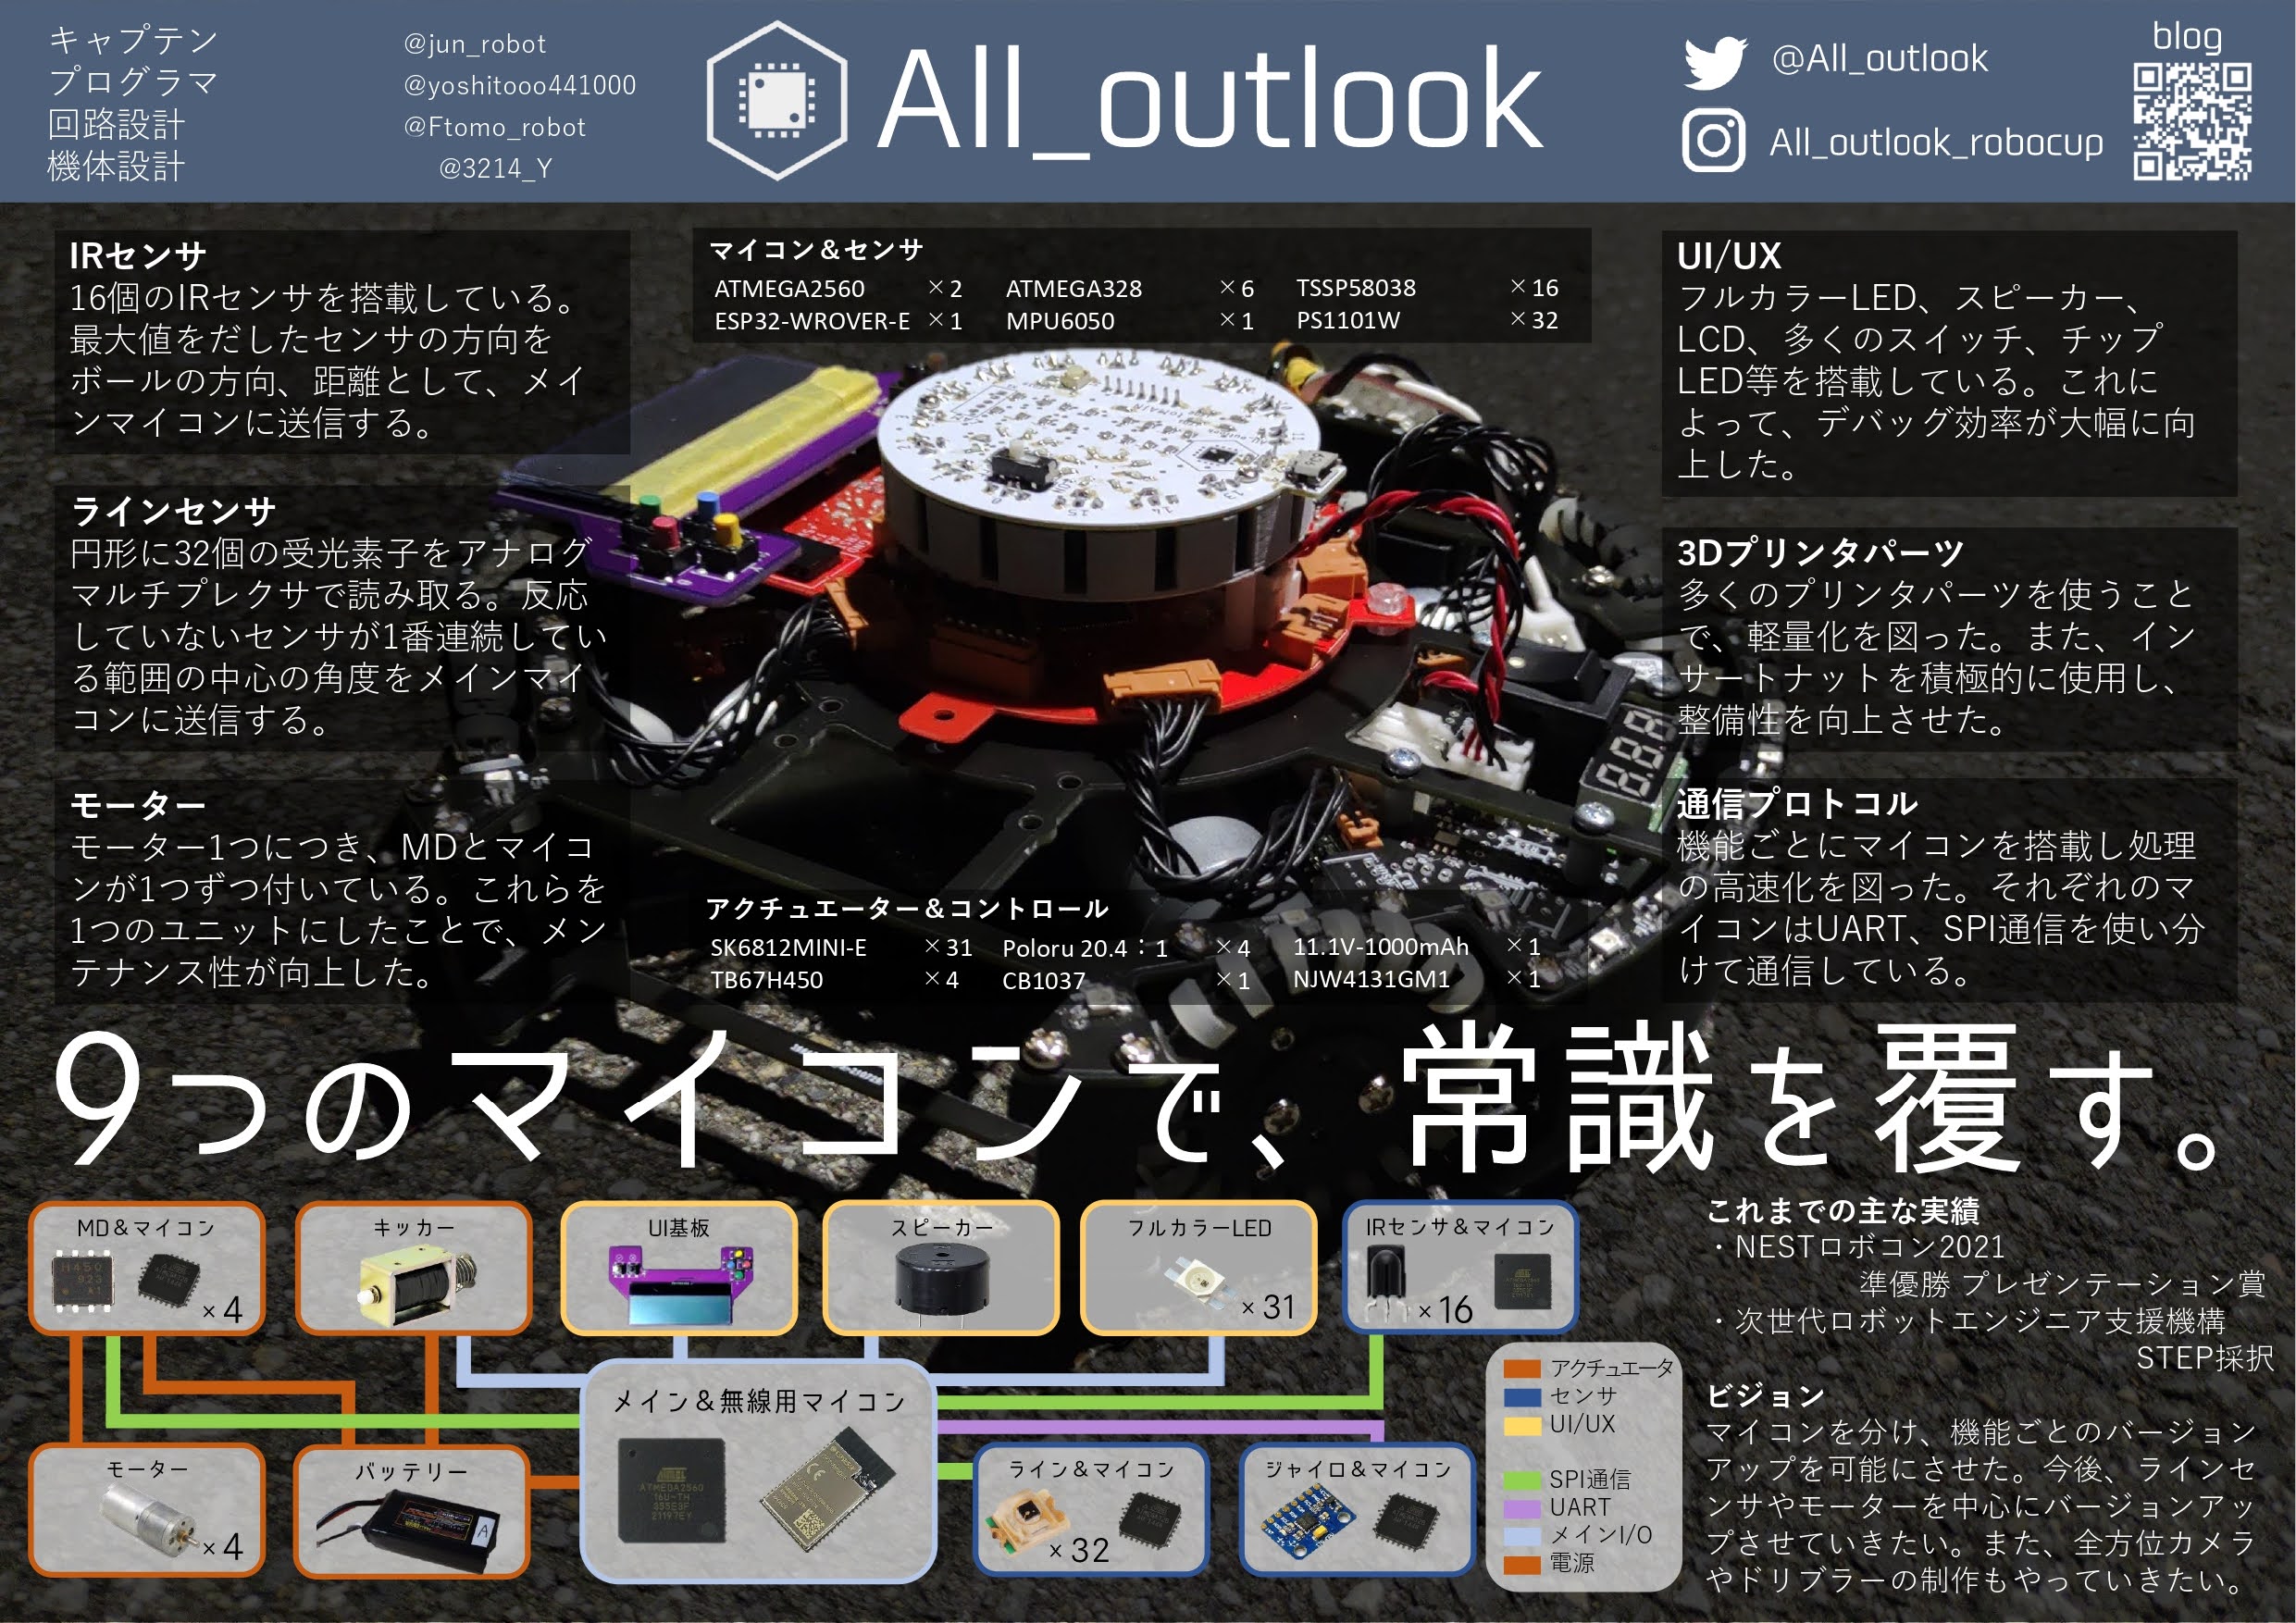 キャプテン @jun_robot
プログラマ @yoshitooo441000
回路設計 @Ftomo_robot
機体設計 @3214_Y
All_outlook
@All_outlook
All_outlook_robocup
blog
IRセンサ
16個のIRセンサを搭載している。
最大値をだしたセンサの方向を
ボールの方向、距離として、メイ
ンマイコンに送信する。
ラインセンサ
円形に32個の受光素子をアナログ
マルチプレクサで読み取る。反応
していないセンサが1番連続してい
る範囲の中心の角度をメインマイ
コンに送信する。
モーター
モーター1つにつき、MDとマイコ
ンが1つずつ付いている。これらを
1つのユニットにしたことで、メン
テナンス性が向上した。
マイコン＆センサ
ATMEGA2560 ×2 ATMEGA328 ×6 TSSP58038 ×16
ESP32-WROVER-E ×1 MPU6050 ×1 PS1101W ×32
アクチュエーター＆コントロール
SK6812MINI-E ×31 Poloru 20.4：1 ×4 11.1V-1000mAh ×1
TB67H450 ×4 CB1037 ×1 NJW4131GM1 ×1
UI/UX
フルカラーLED、スピーカー、
LCD、多くのスイッチ、チップ
LED等を搭載している。これに
よって、デバッグ効率が大幅に向
上した。
3Dプリンタパーツ
多くのプリンタパーツを使うこと
で、軽量化を図った。また、イン
サートナットを積極的に使用し、
整備性を向上させた。
通信プロトコル
機能ごとにマイコンを搭載し処理
の高速化を図った。それぞれのマ
イコンはUART、SPI通信を使い分
けて通信している。
9つのマイコンで、常識を覆す。
MD＆マイコン
H450
923
×4
キッカー
UI基板
スピーカー
フルカラーLED
×31
IRセンサ＆マイコン
×16
モーター
×4
バッテリー
A
メイン＆無線用マイコン
ATMEL
ATMEGA2560
16U-TH
ライン＆マイコン
×32
ジャイロ＆マイコン
アクチュエータ
センサ
UI/UX
SPI通信
UART
メインI/O
電源
これまでの主な実績
・NESTロボコン2021
準優勝 プレゼンテーション賞
・次世代ロボットエンジニア支援機構
STEP採択
ビジョン
マイコンを分け、機能ごとのバージョン
アップを可能にさせた。今後、ラインセ
ンサやモーターを中心にバージョンアッ
プさせていきたい。また、全方位カメラ
やドリブラーの制作もやっていきたい。